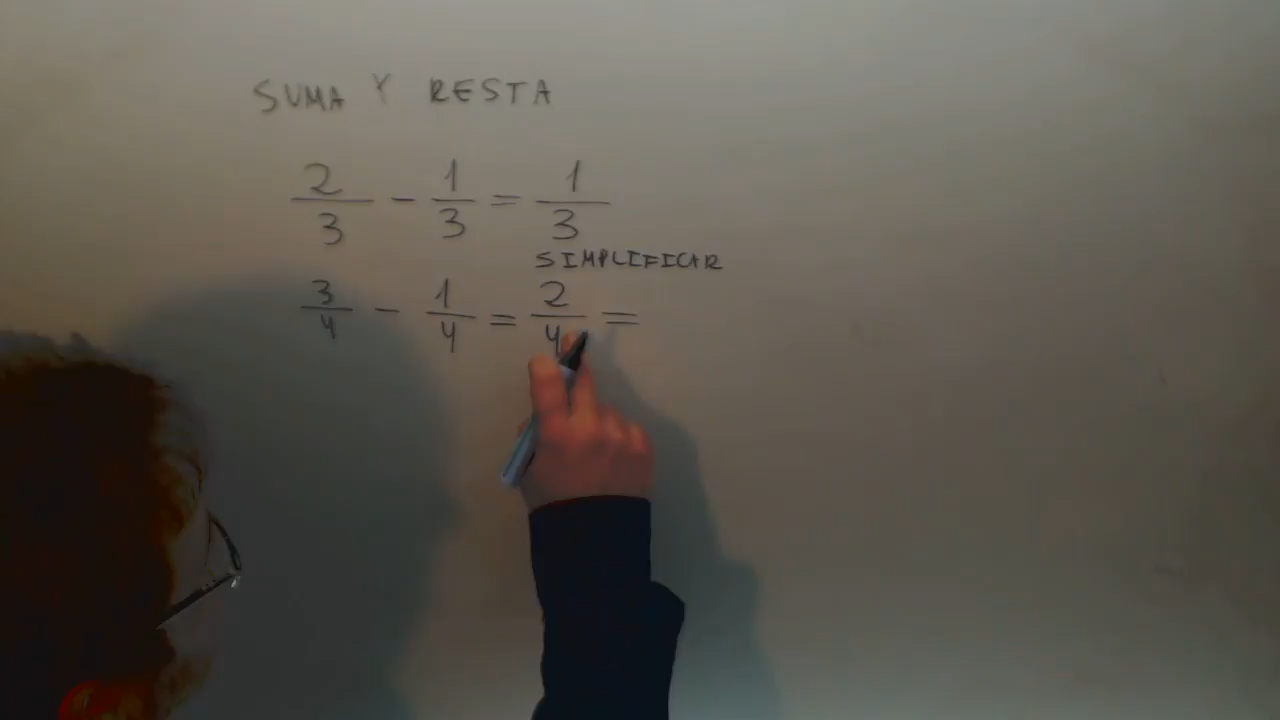 SUMA Y RESTA
2/3 - 1/3 = 1/3
SIMPLIFICAR
3/4 - 1/4 = 2/4 =